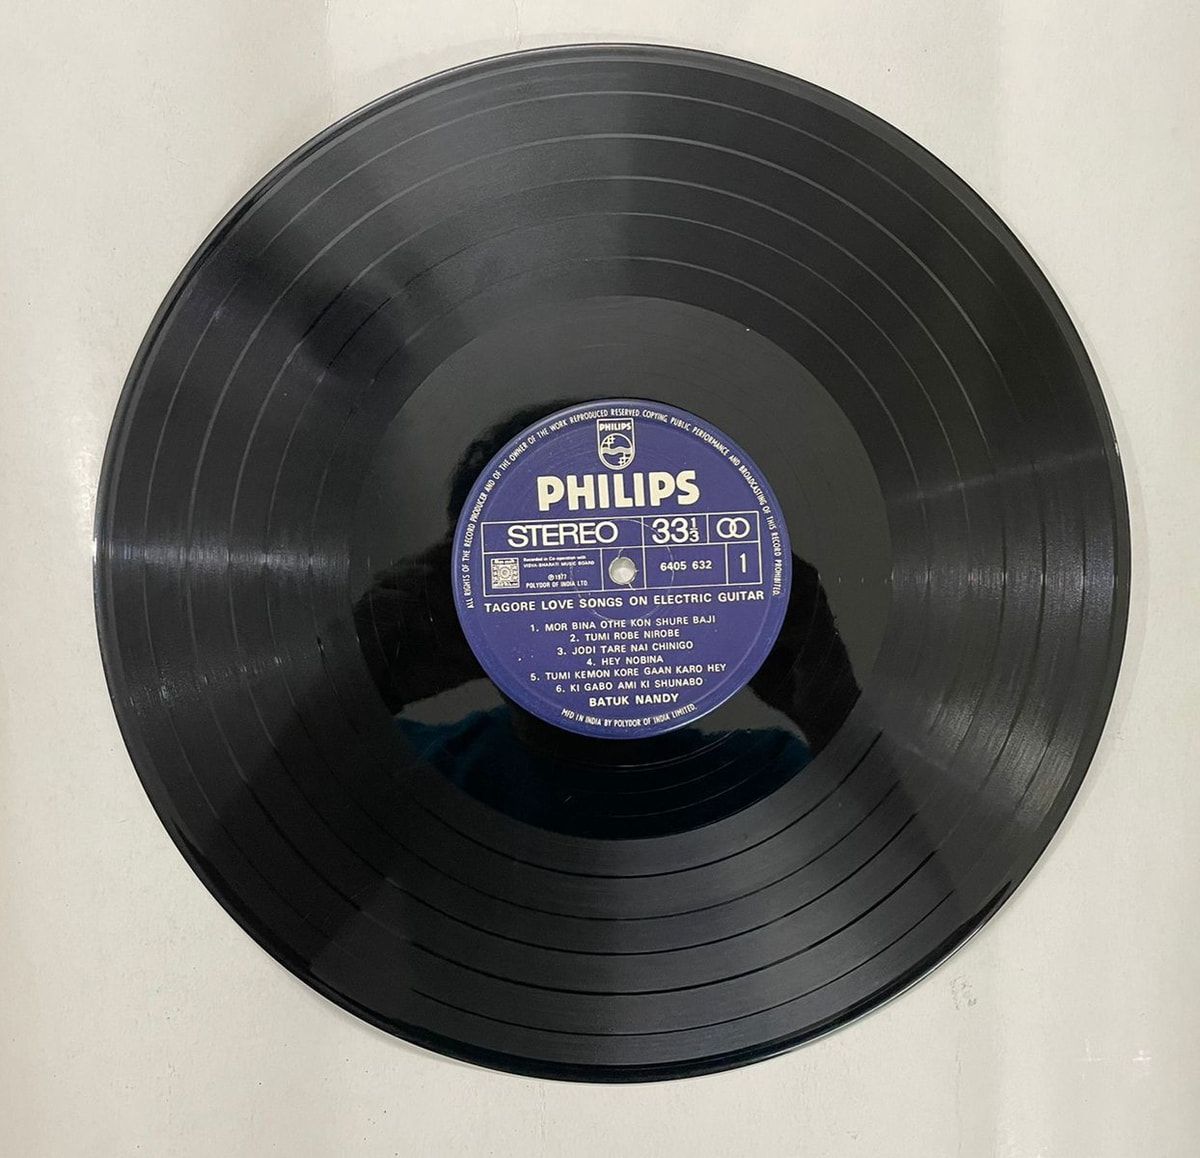 ALL RIGHTS OF THE RECORD PRODUCER AND OF THE OWNER OF THE WORK REPRODUCED RESERVED. COPYING, PUBLIC PERFORMANCE AND BROADCASTING OF THIS RECORD PROHIBITED.
PHILIPS
PHILIPS
STEREO 33⅓
Recorded in Co-operation with
VISVA-BHARATI MUSIC BOARD
℗ 1977
POLYDOR OF INDIA LTD
6405 632 1
TAGORE LOVE SONGS ON ELECTRIC GUITAR
1. MOR BINA OTHE KON SHURE BAJI
2. TUMI ROBE NIROBE
3. JODI TARE NAI CHINIGO
4. HEY NOBINA
5. TUMI KEMON KORE GAAN KARO HEY
6. KI GABO AMI KI SHUNABO
BATUK NANDY
MFD IN INDIA BY POLYDOR OF INDIA LIMITED.